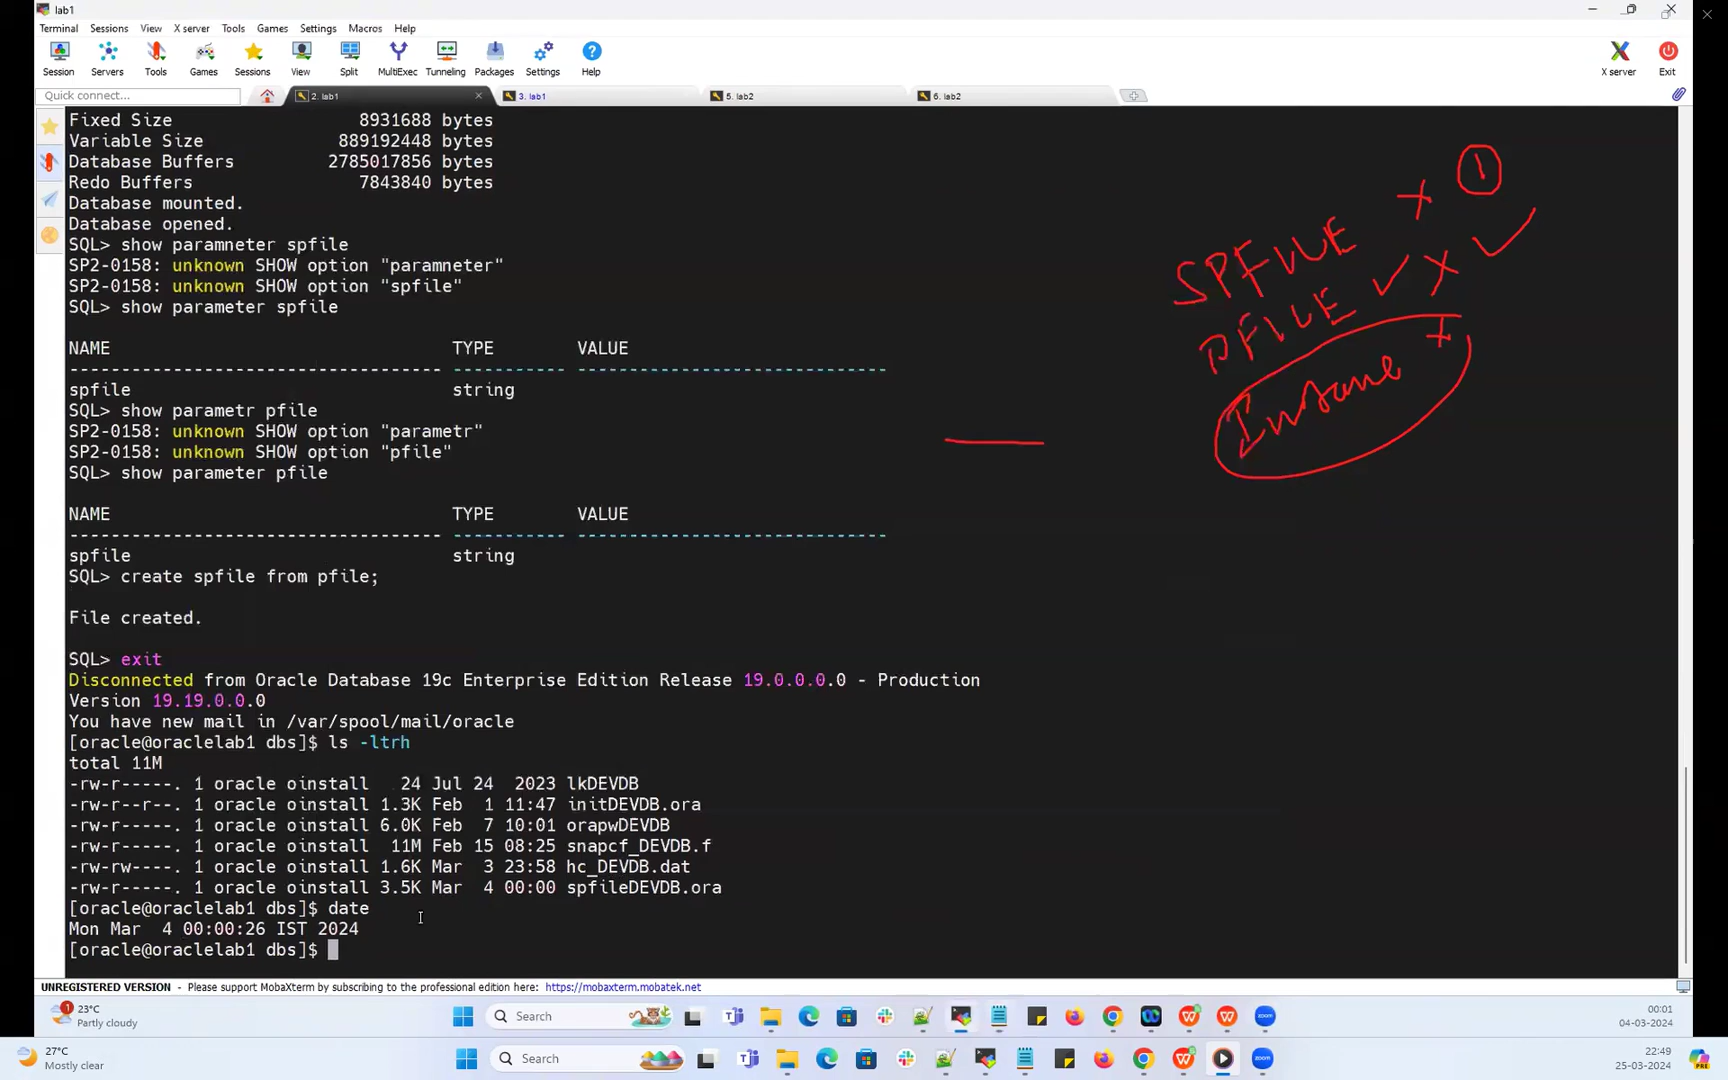 lab1
Terminal Sessions View X server Tools Games Settings Macros Help
Session Servers Tools Games Sessions View Split MultiExec Tunneling Packages Settings Help X server Exit
Quick connect... 2. lab1 3. lab1 5. lab2 6. lab2
Fixed Size 8931688 bytes
Variable Size 889192448 bytes
Database Buffers 2785017856 bytes
Redo Buffers 7843840 bytes
Database mounted.
Database opened.
SQL> show paramneter spfile
SP2-0158: unknown SHOW option "paramneter"
SP2-0158: unknown SHOW option "spfile"
SQL> show parameter spfile
NAME TYPE VALUE
------------------------------------ ----------- ------------------------------
spfile string
SQL> show parametr pfile
SP2-0158: unknown SHOW option "parametr"
SP2-0158: unknown SHOW option "pfile"
SQL> show parameter pfile
NAME TYPE VALUE
------------------------------------ ----------- ------------------------------
spfile string
SQL> create spfile from pfile;
File created.
SQL> exit
Disconnected from Oracle Database 19c Enterprise Edition Release 19.0.0.0.0 - Production
Version 19.19.0.0.0
You have new mail in /var/spool/mail/oracle
[oracle@oraclelab1 dbs]$ ls -ltrh
total 11M
-rw-r-----. 1 oracle oinstall 24 Jul 24 2023 lkDEVDB
-rw-r--r--. 1 oracle oinstall 1.3K Feb 1 11:47 initDEVDB.ora
-rw-r-----. 1 oracle oinstall 6.0K Feb 7 10:01 orapwDEVDB
-rw-r-----. 1 oracle oinstall 11M Feb 15 08:25 snapcf_DEVDB.f
-rw-rw----. 1 oracle oinstall 1.6K Mar 3 23:58 hc_DEVDB.dat
-rw-r-----. 1 oracle oinstall 3.5K Mar 4 00:00 spfileDEVDB.ora
[oracle@oraclelab1 dbs]$ date
Mon Mar 4 00:00:26 IST 2024
[oracle@oraclelab1 dbs]$
SPFILE x 1
PFILE ✓ x ✓
x
UNREGISTERED VERSION - Please support MobaXterm by subscribing to the professional edition here: https://mobaxterm.mobatek.net
1
23°C
Partly cloudy
Search
00:01
04-03-2024
27°C
Mostly clear
Search
22:49
25-03-2024
PRE